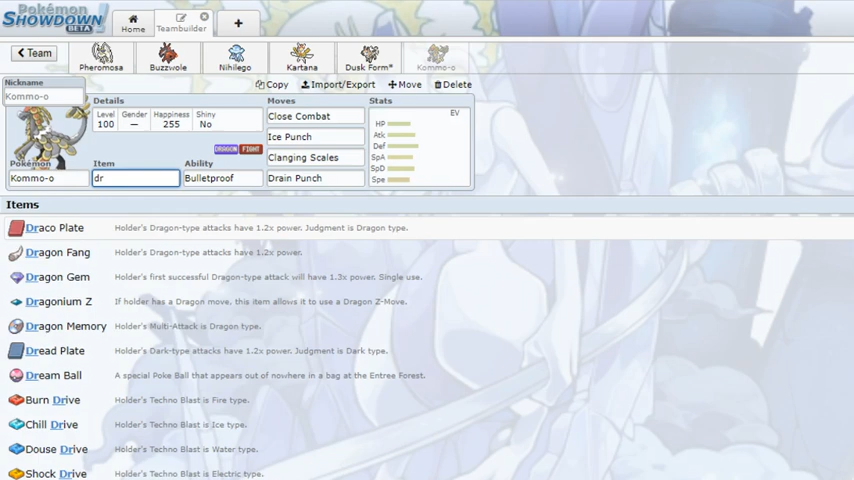 Pokémon
SHOWDOWN
BETA
Home
Teambuilder
+
Team
Pheromosa
Buzzwole
Nihilego
Kartana
Dusk Form*
Kommo-o
Nickname
Kommo-o
Copy
Import/Export
Move
Delete
Details
Level
100
Gender
—
Happiness
255
Shiny
No
DRAGON
FIGHT
Pokémon
Kommo-o
Item
dr
Ability
Bulletproof
Moves
Close Combat
Ice Punch
Clanging Scales
Drain Punch
Stats
EV
HP
Atk
Def
SpA
SpD
Spe
Items
Draco Plate Holder's Dragon-type attacks have 1.2x power. Judgment is Dragon type.
Dragon Fang Holder's Dragon-type attacks have 1.2x power.
Dragon Gem Holder's first successful Dragon-type attack will have 1.3x power. Single use.
Dragonium Z If holder has a Dragon move, this item allows it to use a Dragon Z-Move.
Dragon Memory Holder's Multi-Attack is Dragon type.
Dread Plate Holder's Dark-type attacks have 1.2x power. Judgment is Dark type.
Dream Ball A special Poke Ball that appears out of nowhere in a bag at the Entree Forest.
Burn Drive Holder's Techno Blast is Fire type.
Chill Drive Holder's Techno Blast is Ice type.
Douse Drive Holder's Techno Blast is Water type.
Shock Drive Holder's Techno Blast is Electric type.